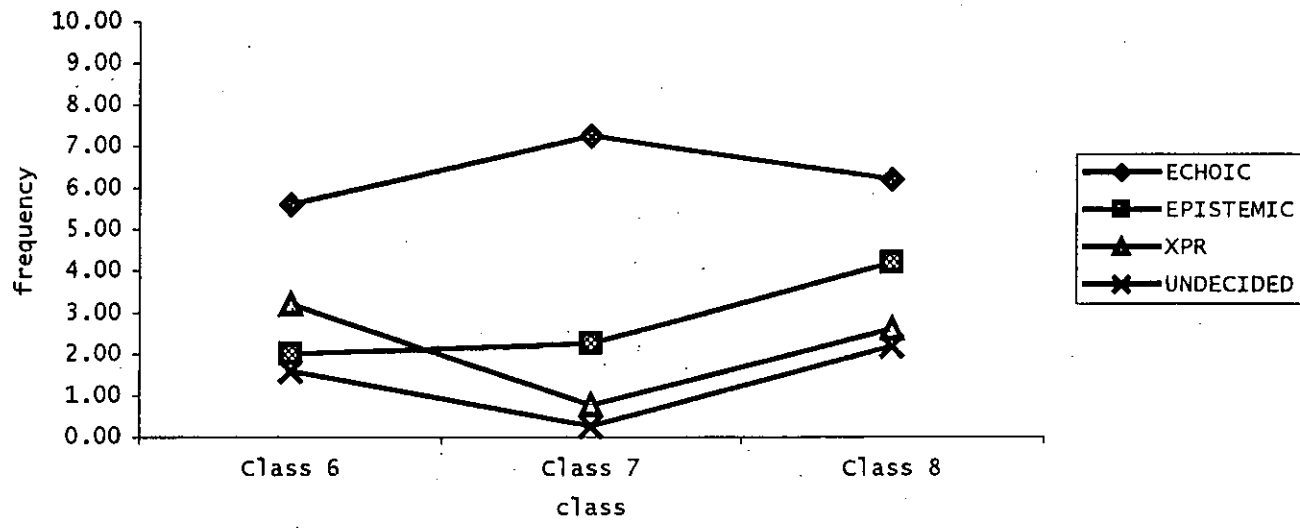 10.00
9.00
8.00
7.00
6.00
5.00
4.00
3.00
2.00
1.00
0.00
frequency
Class 6
Class 7
Class 8
class
ECHOIC
EPISTEMIC
XPR
UNDECIDED